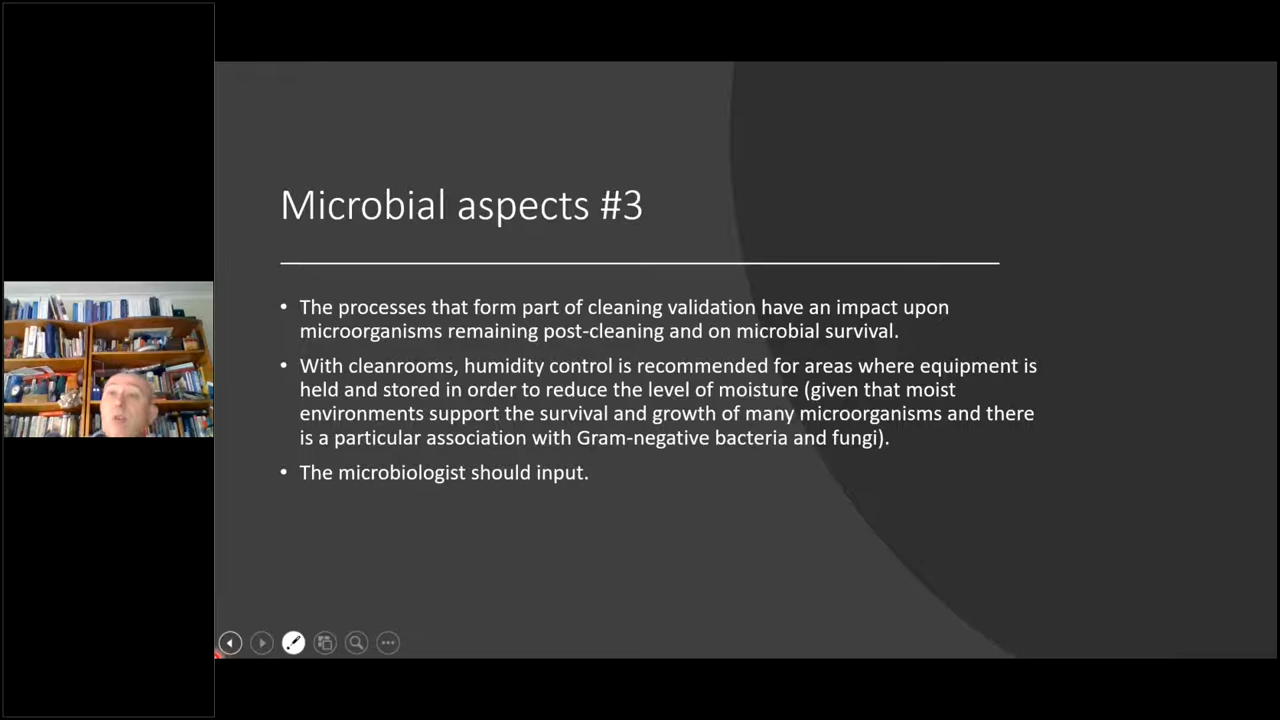 Microbial aspects #3
• The processes that form part of cleaning validation have an impact upon
microorganisms remaining post-cleaning and on microbial survival.
• With cleanrooms, humidity control is recommended for areas where equipment is
held and stored in order to reduce the level of moisture (given that moist
environments support the survival and growth of many microorganisms and there
is a particular association with Gram-negative bacteria and fungi).
• The microbiologist should input.